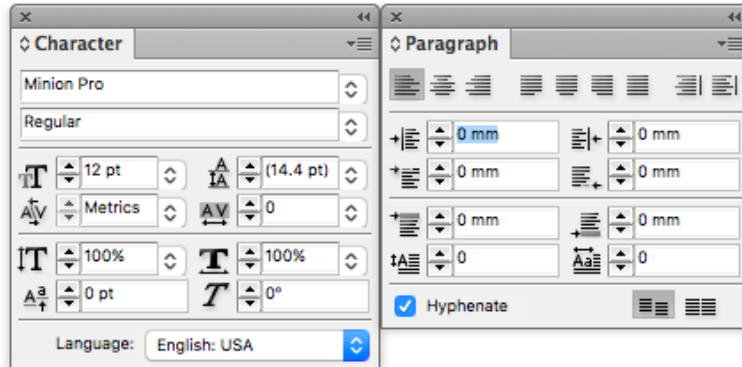 Character
Minion Pro
Regular
12 pt
(14.4 pt)
Metrics
0
100%
100%
0 pt
0°
Language: English: USA
Paragraph
0 mm
0 mm
0 mm
0 mm
0 mm
0 mm
0
0
Hyphenate